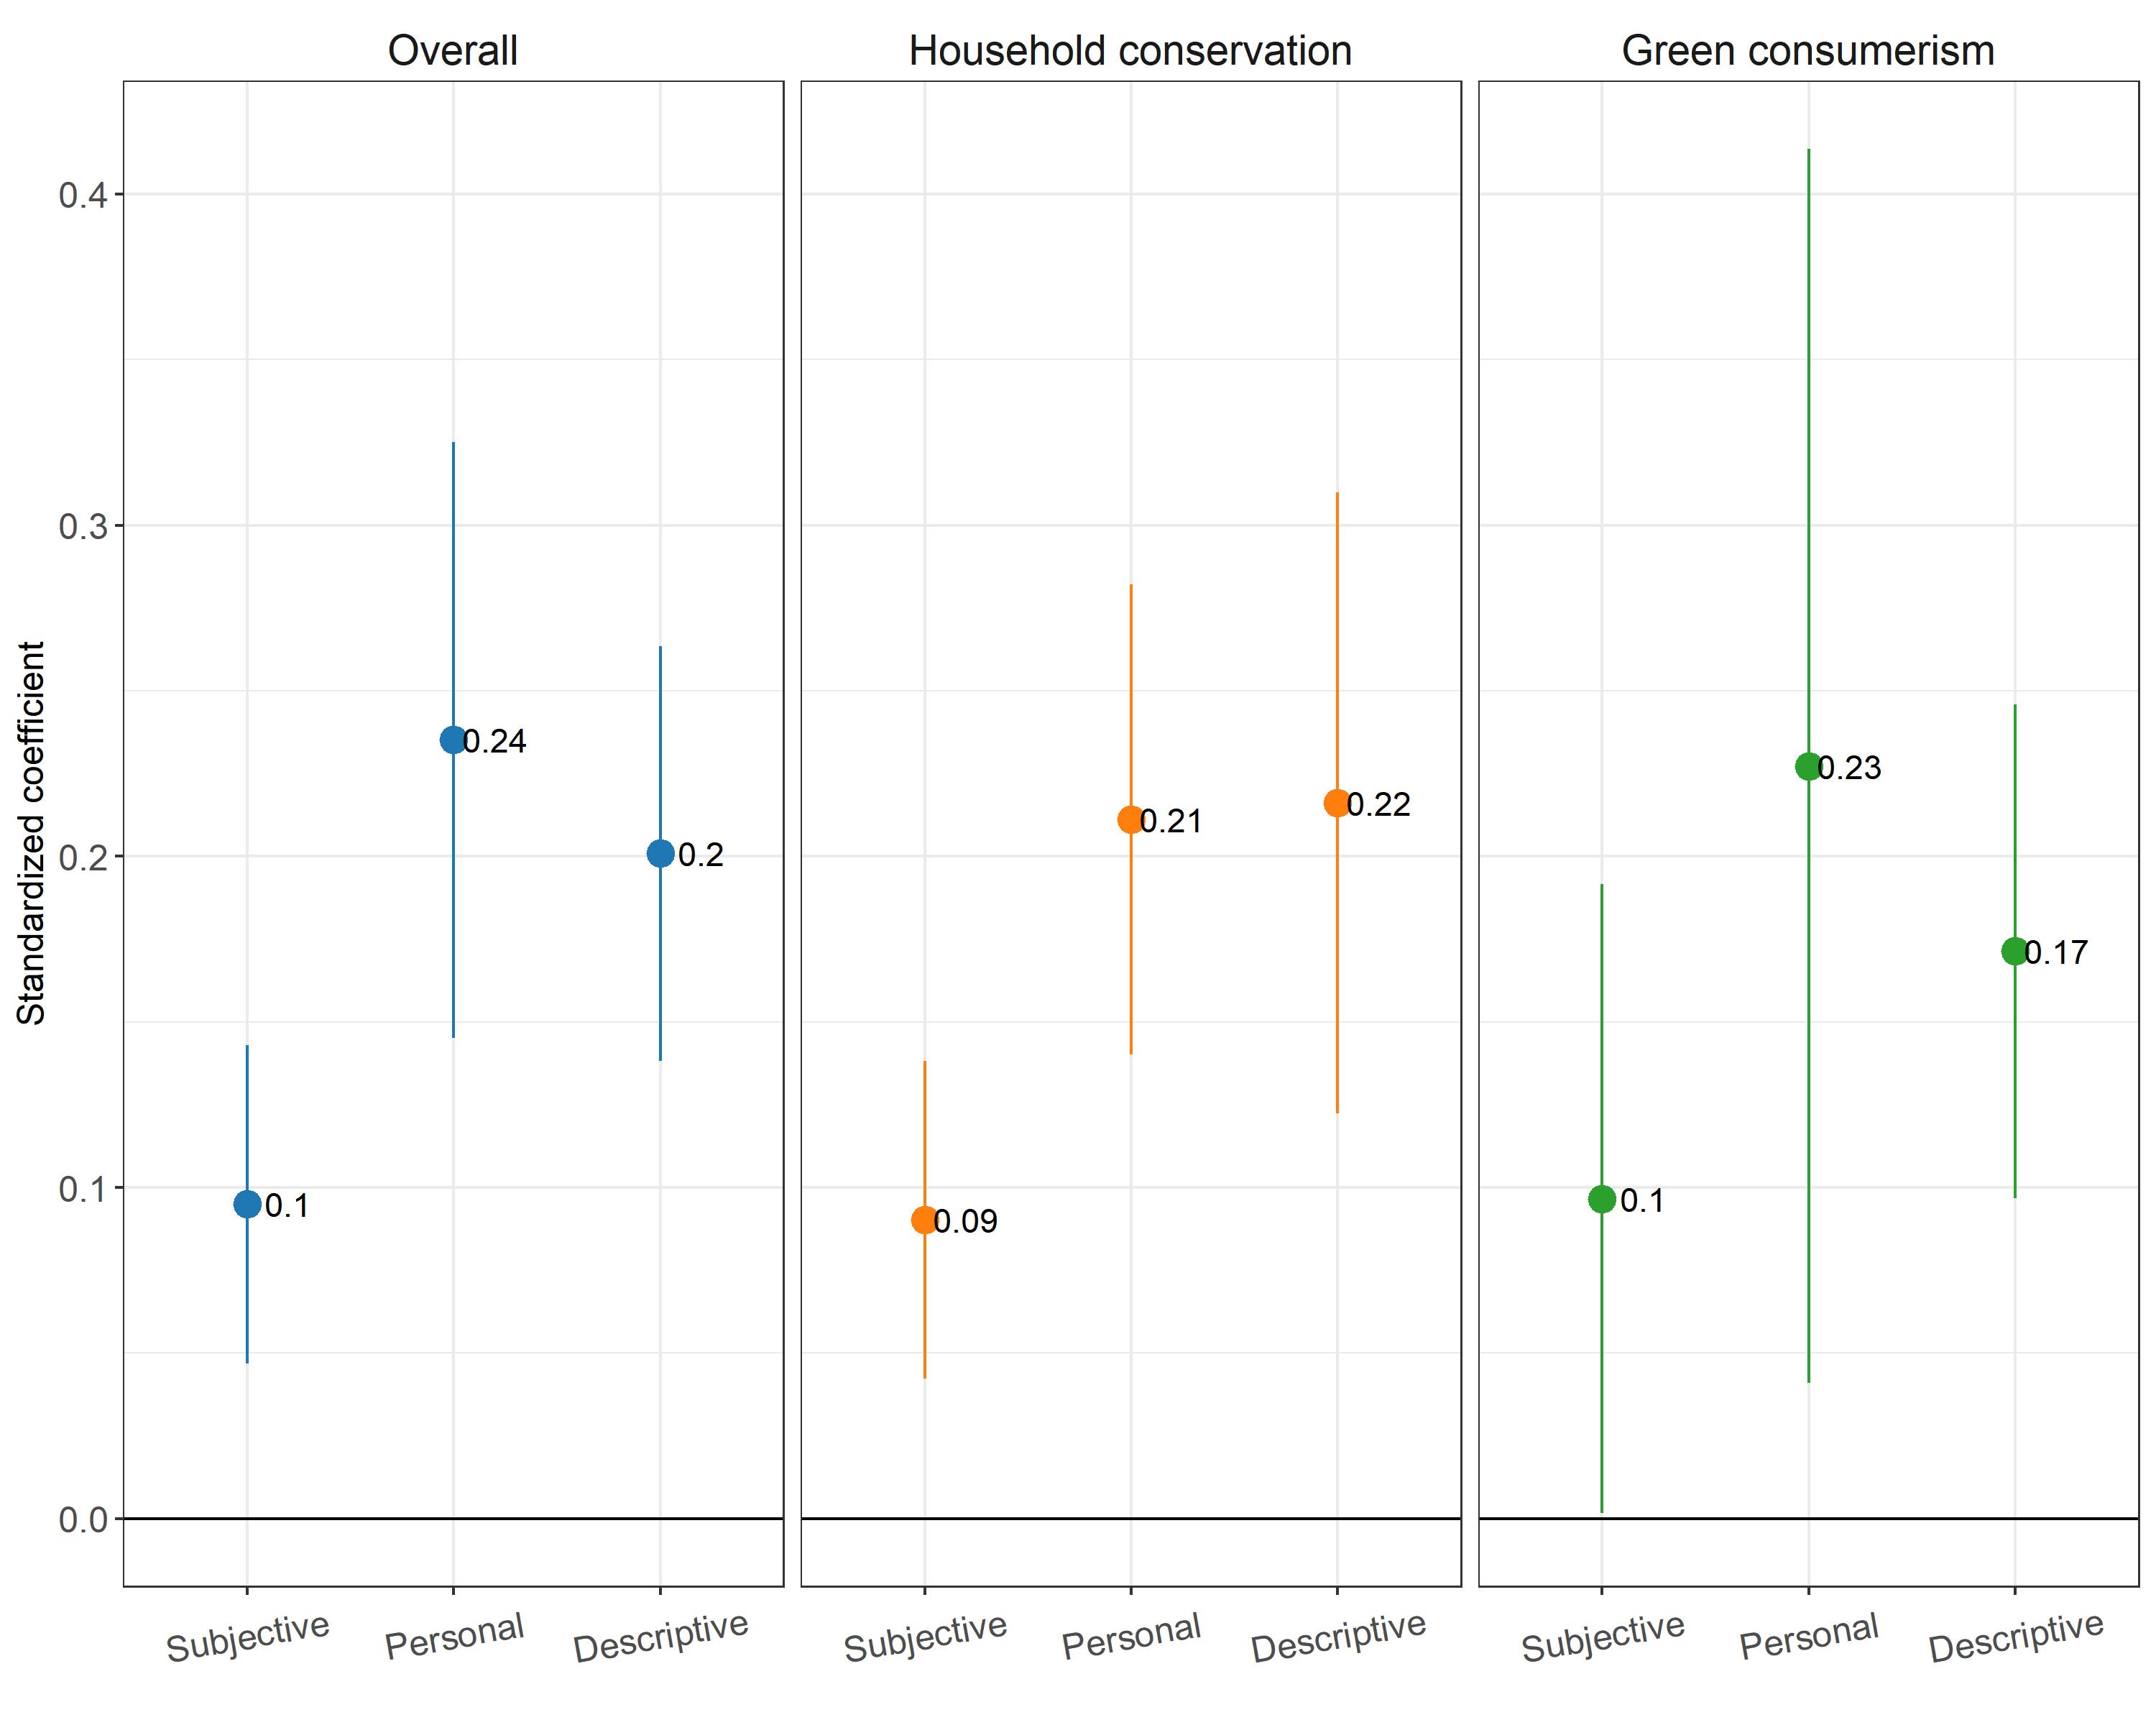 Overall
Household conservation
Green consumerism
Standardized coefficient
0.4
0.3
0.2
0.1
0.0
0.1
0.24
0.2
0.09
0.21
0.22
0.1
0.23
0.17
Subjective
Personal
Descriptive
Subjective
Personal
Descriptive
Subjective
Personal
Descriptive